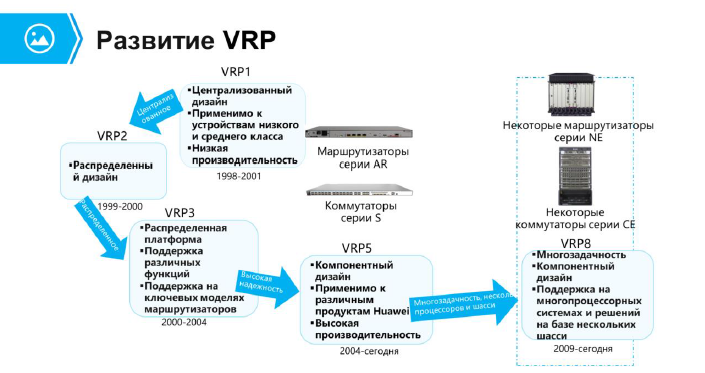 Развитие VRP
VRP1
▪Централизованный
дизайн
▪Применимо к
устройствам низкого
и среднего класса
▪Низкая
производительность
1998-2001
Централиз
ованное
VRP2
▪Распределенны
й дизайн
1999-2000
Распределенное
VRP3
▪Распределенная
платформа
▪Поддержка
различных
функций
▪Поддержка на
ключевых моделях
маршрутизаторов
2000-2004
Высокая
надежность
Маршрутизаторы
серии AR
Коммутаторы
серии S
VRP5
▪Компонентный
дизайн
▪Применимо к
различным
продуктам Huawei
▪Высокая
производительность
2004-сегодня
Многозадачность, несколь
процессоров и шасси
Некоторые маршрутизаторы
серии NE
Некоторые
коммутаторы серии CE
VRP8
▪Многозадачность
▪Компонентный
дизайн
▪Поддержка на
многопроцессорных
системах и решений
на базе нескольких
шасси
2009-сегодня